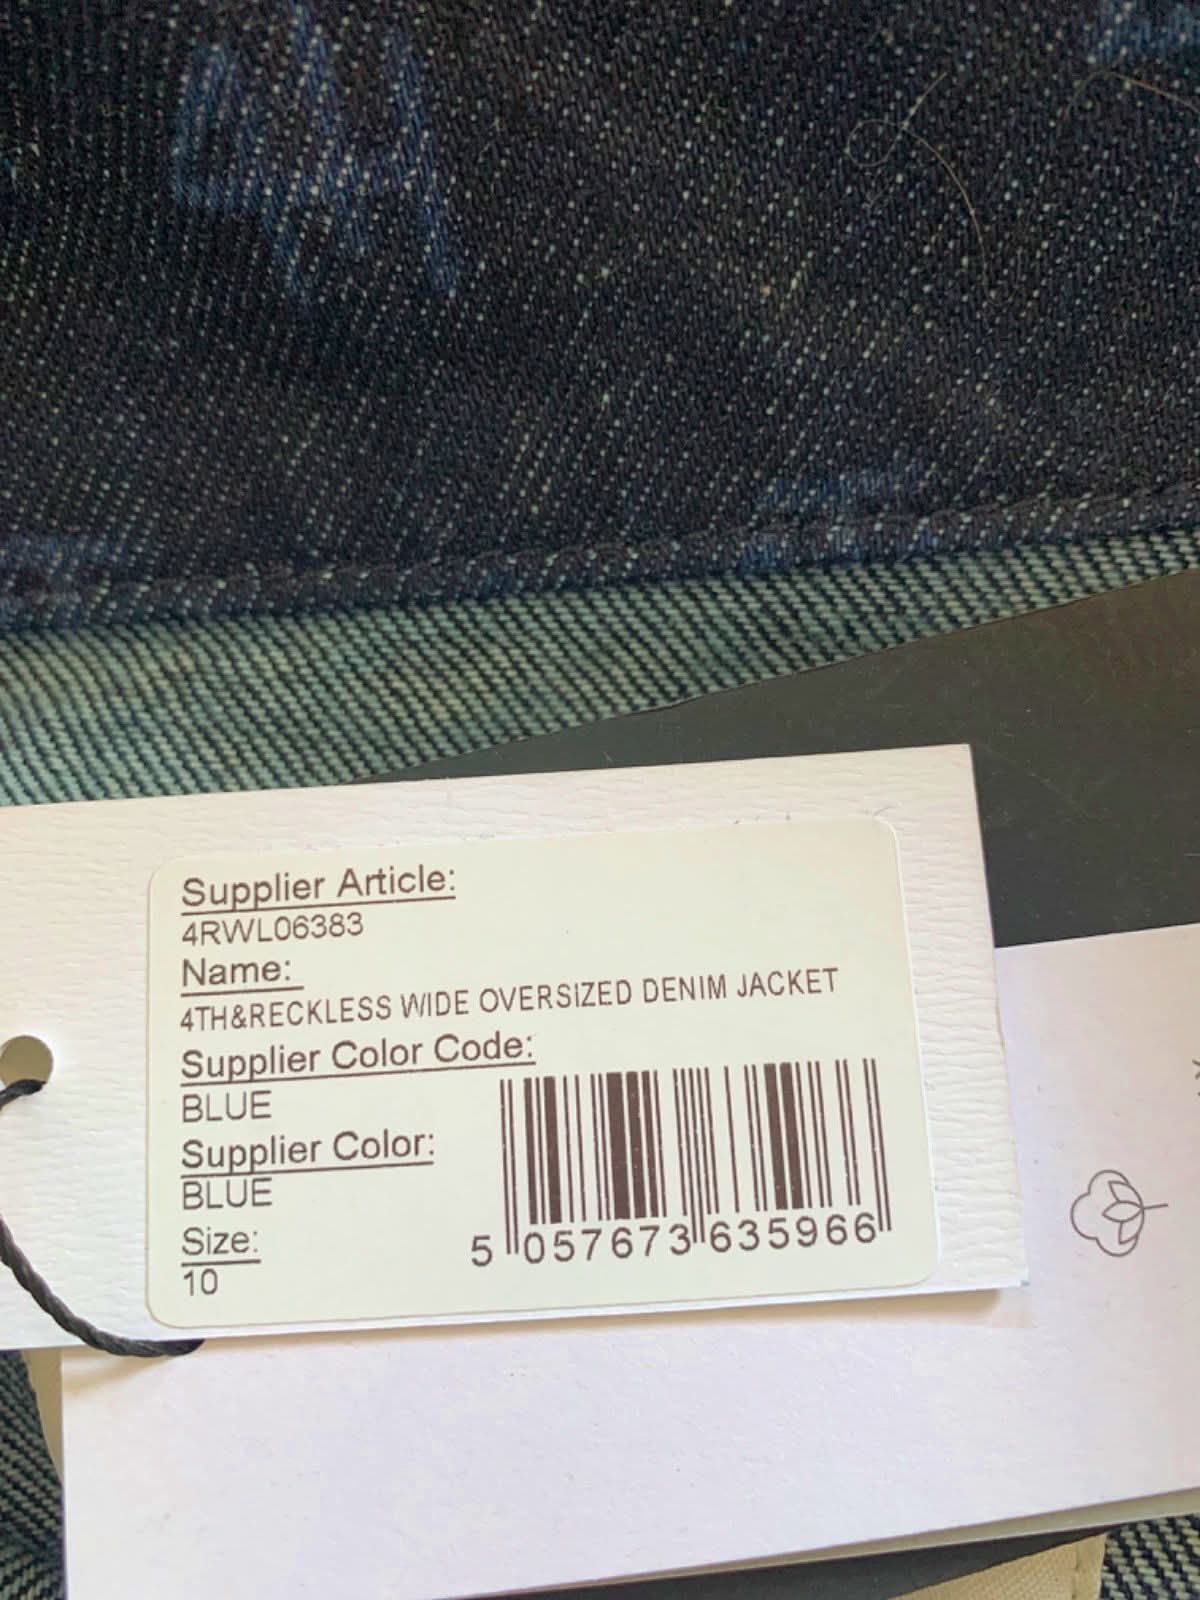 Supplier Article:
4RWL06383
Name:
4TH&RECKLESS WIDE OVERSIZED DENIM JACKET
Supplier Color Code:
BLUE
Supplier Color:
BLUE
Size:
10
5 057673 635966